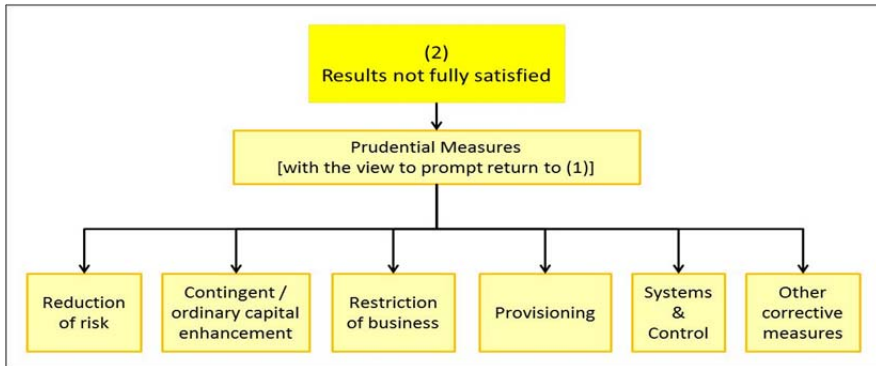 (2)
Results not fully satisfied
Prudential Measures
[with the view to prompt return to (1)]
Reduction
of risk
Contingent /
ordinary capital
enhancement
Restriction
of business
Provisioning
Systems
&
Control
Other
corrective
measures